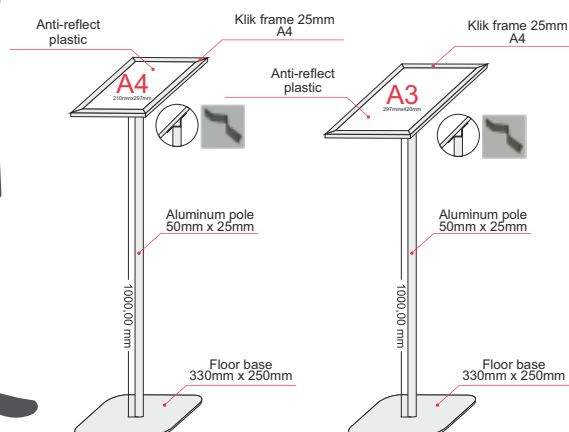 Anti-reflect
plastic
Klik frame 25mm
A4
A4
210mmx297mm
Aluminum pole
50mm x 25mm
1000,00 mm
Floor base
330mm x 250mm
Klik frame 25mm
A4
Anti-reflect
plastic
A3
297mmx420mm
Aluminum pole
50mm x 25mm
1000,00 mm
Floor base
330mm x 250mm